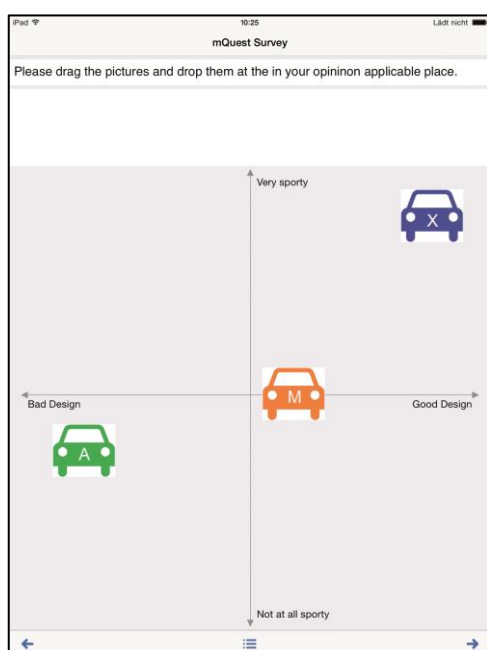 iPad 10:25 Lädt nicht
mQuest Survey
Please drag the pictures and drop them at the in your opininon applicable place.
Very sporty
X
M
Bad Design Good Design
A
Not at all sporty